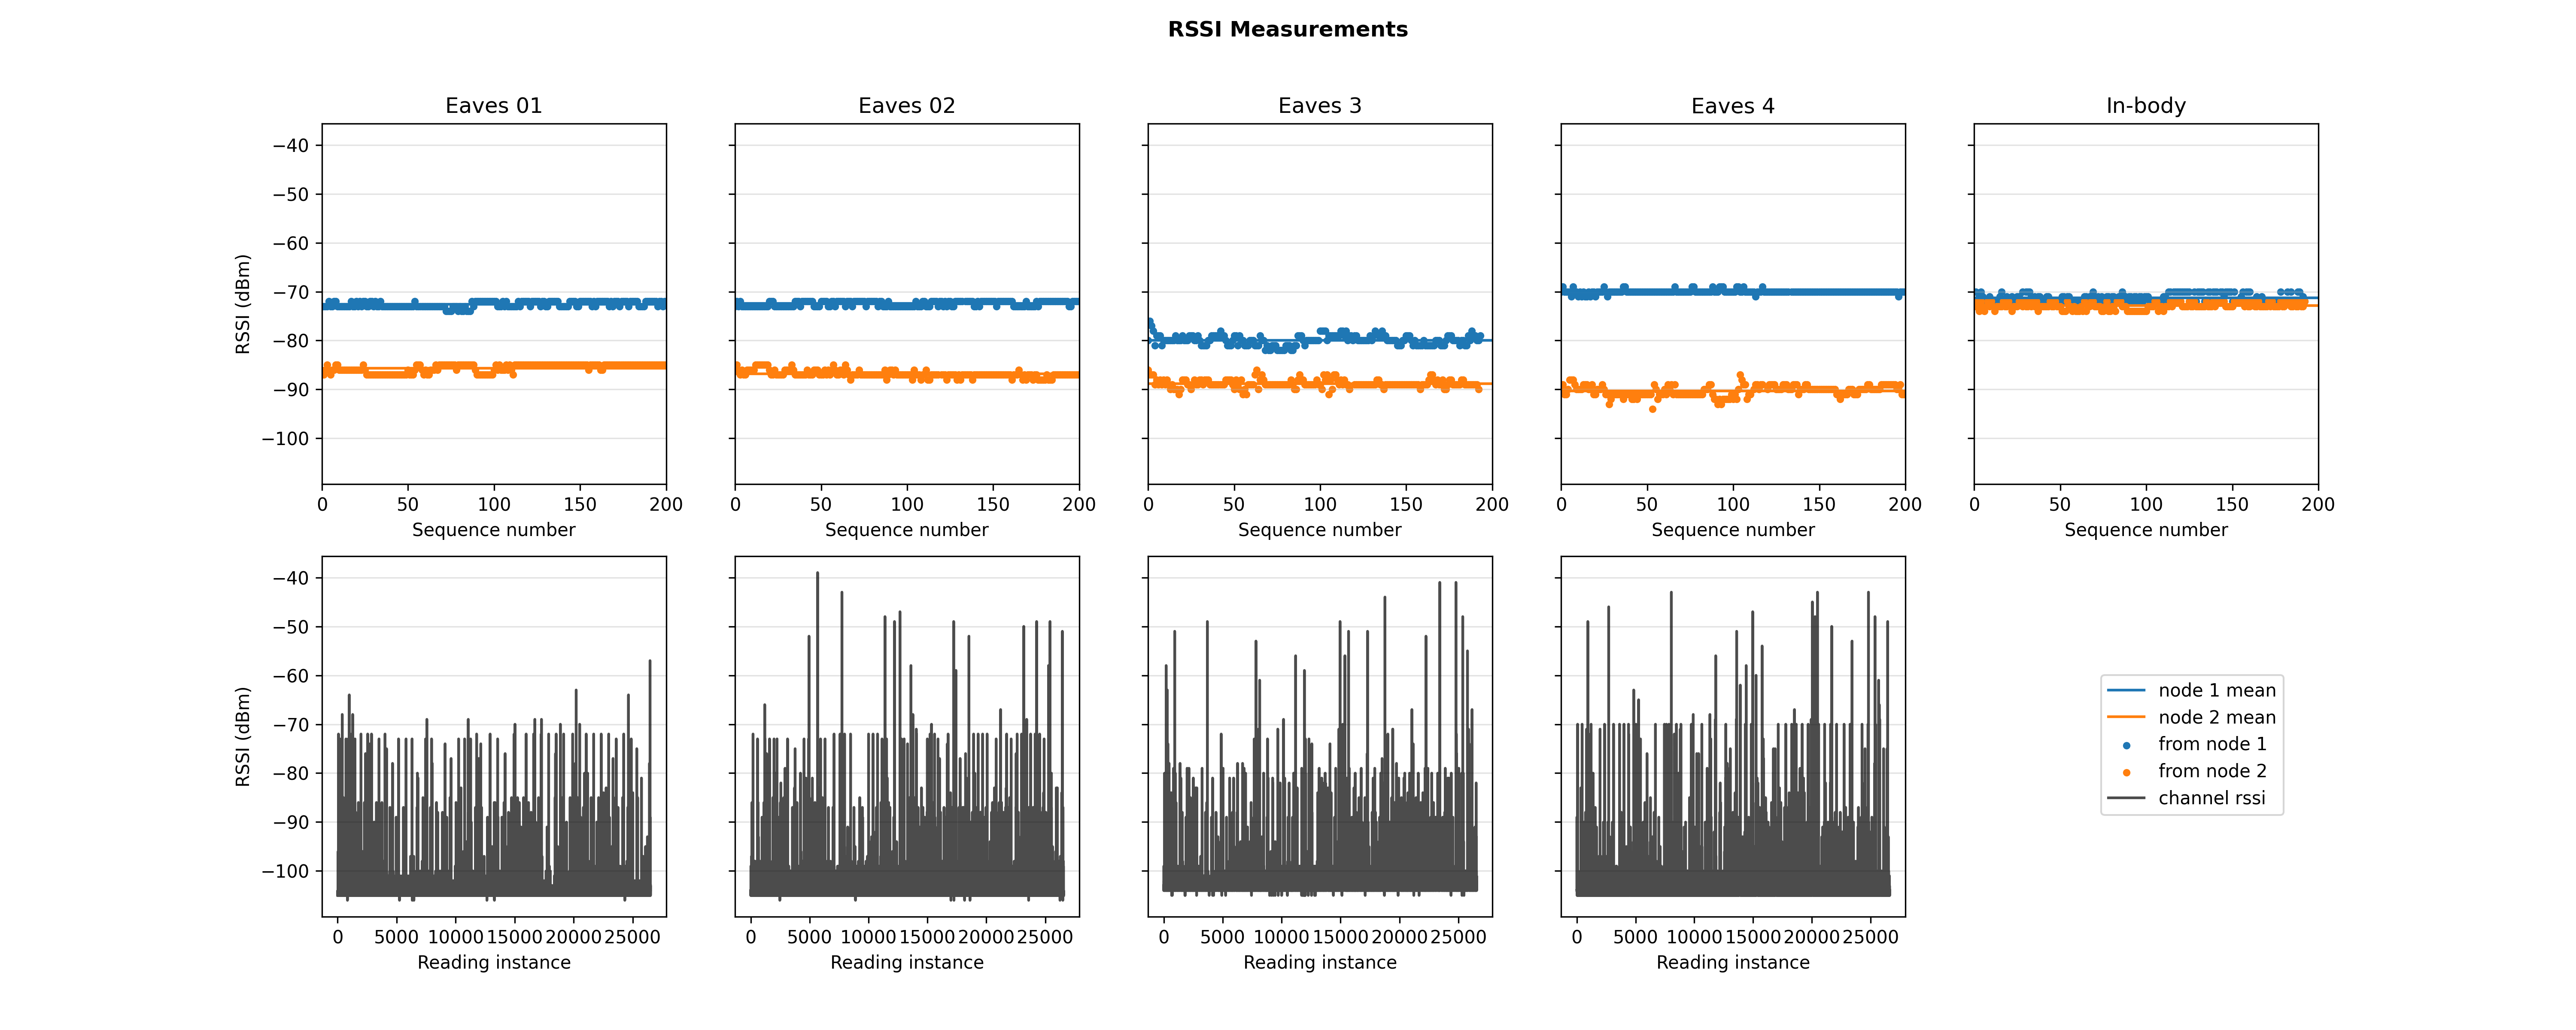 RSSI Measurements
Eaves 01 Eaves 02 Eaves 3 Eaves 4 In-body
RSSI (dBm)
−40
−50
−60
−70
−80
−90
−100
0 50 100 150 200 0 50 100 150 200 0 50 100 150 200 0 50 100 150 200 0 50 100 150 200
Sequence number Sequence number Sequence number Sequence number Sequence number
RSSI (dBm)
−40
−50
−60
−70
−80
−90
−100
0 5000 10000 15000 20000 25000 0 5000 10000 15000 20000 25000 0 5000 10000 15000 20000 25000 0 5000 10000 15000 20000 25000
Reading instance Reading instance Reading instance Reading instance
node 1 mean
node 2 mean
from node 1
from node 2
channel rssi